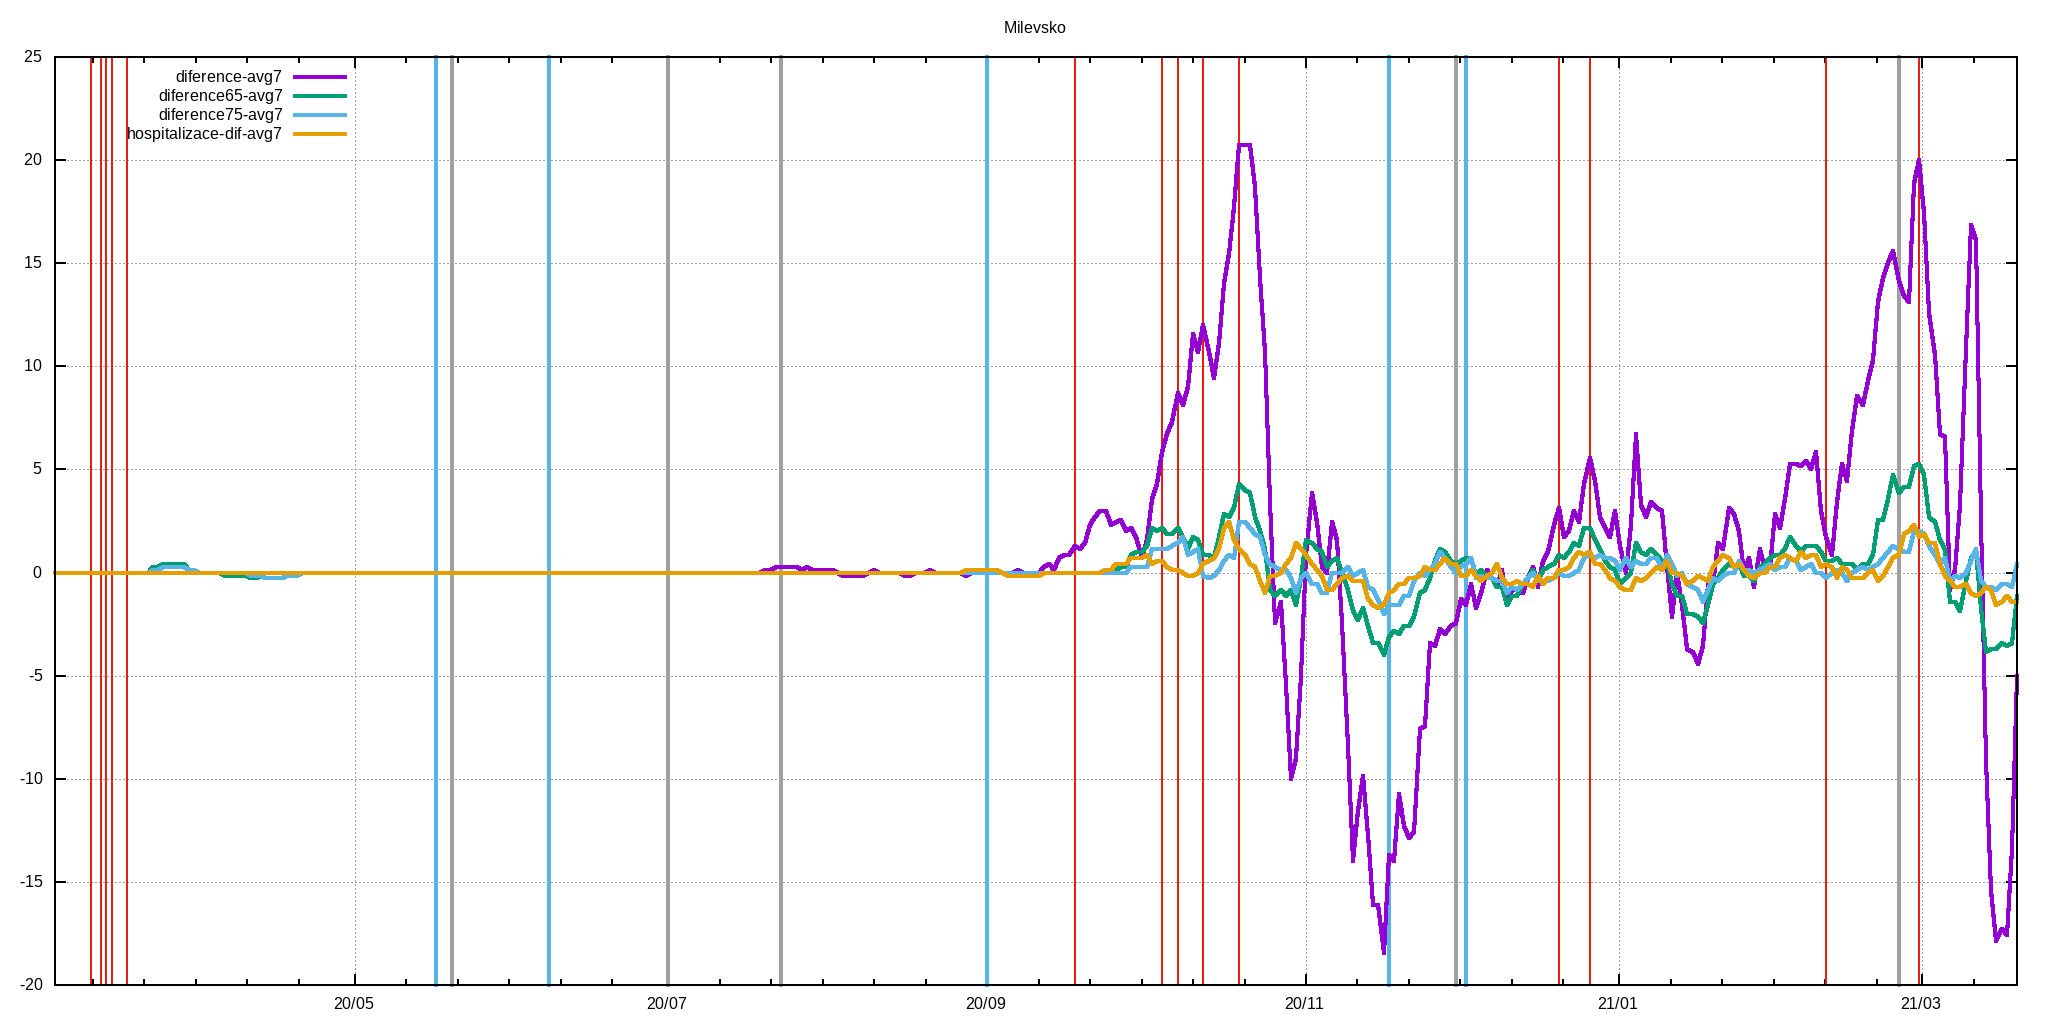 Milevsko
25
diference-avg7
diference65-avg7
diference75-avg7
hospitalizace-dif-avg7
20
15
10
5
0
-5
-10
-15
-20
20/05 20/07 20/09 20/11 21/01 21/03